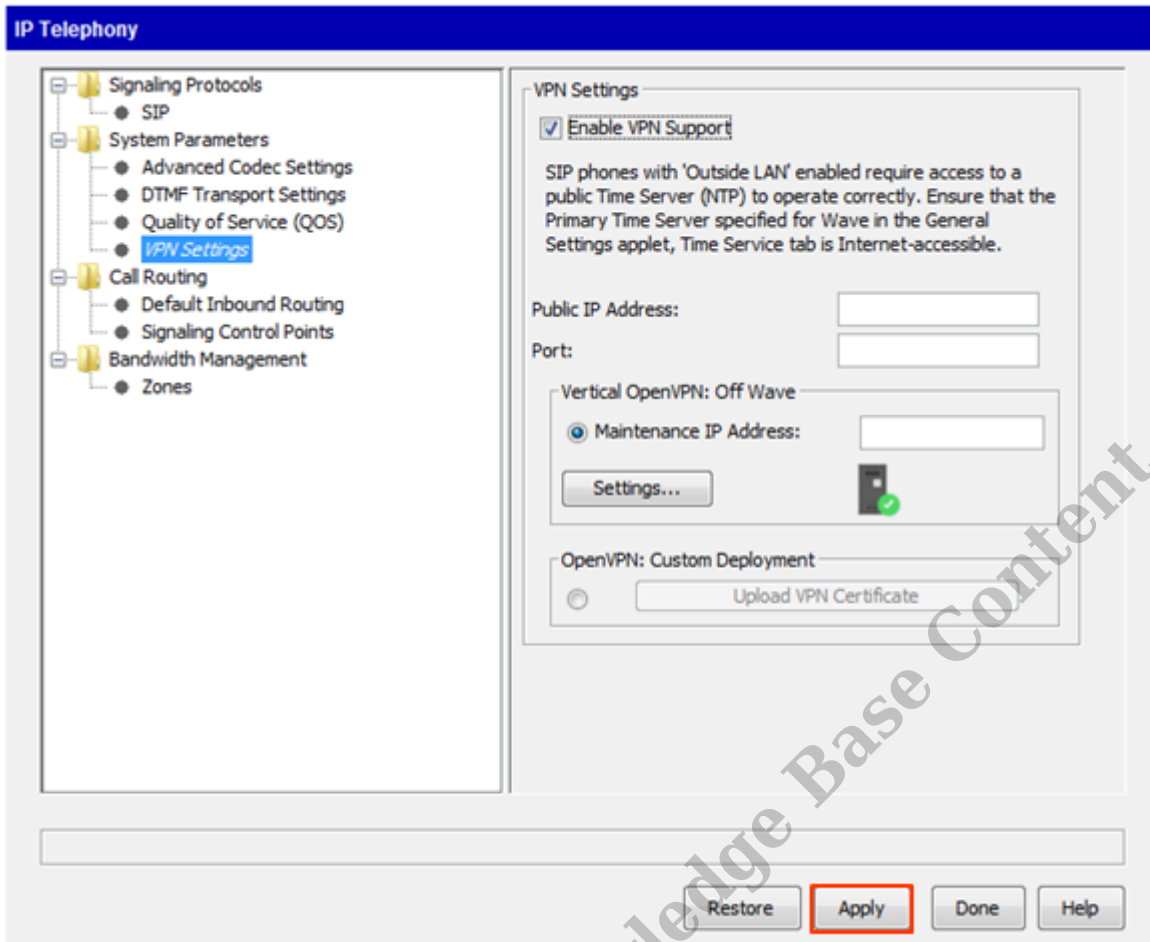 IP Telephony
Signaling Protocols
SIP
System Parameters
Advanced Codec Settings
DTMF Transport Settings
Quality of Service (QOS)
VPN Settings
Call Routing
Default Inbound Routing
Signaling Control Points
Bandwidth Management
Zones
VPN Settings
Enable VPN Support
SIP phones with 'Outside LAN' enabled require access to a
public Time Server (NTP) to operate correctly. Ensure that the
Primary Time Server specified for Wave in the General
Settings applet, Time Service tab is Internet-accessible.
Public IP Address:
Port:
Vertical OpenVPN: Off Wave
Maintenance IP Address:
Settings...
OpenVPN: Custom Deployment
Upload VPN Certificate
Restore Apply Done Help
ledge Base Content